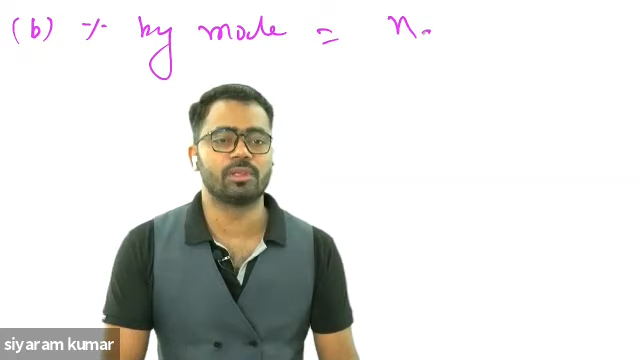 (b) % by mole = n.
siyaram kumar